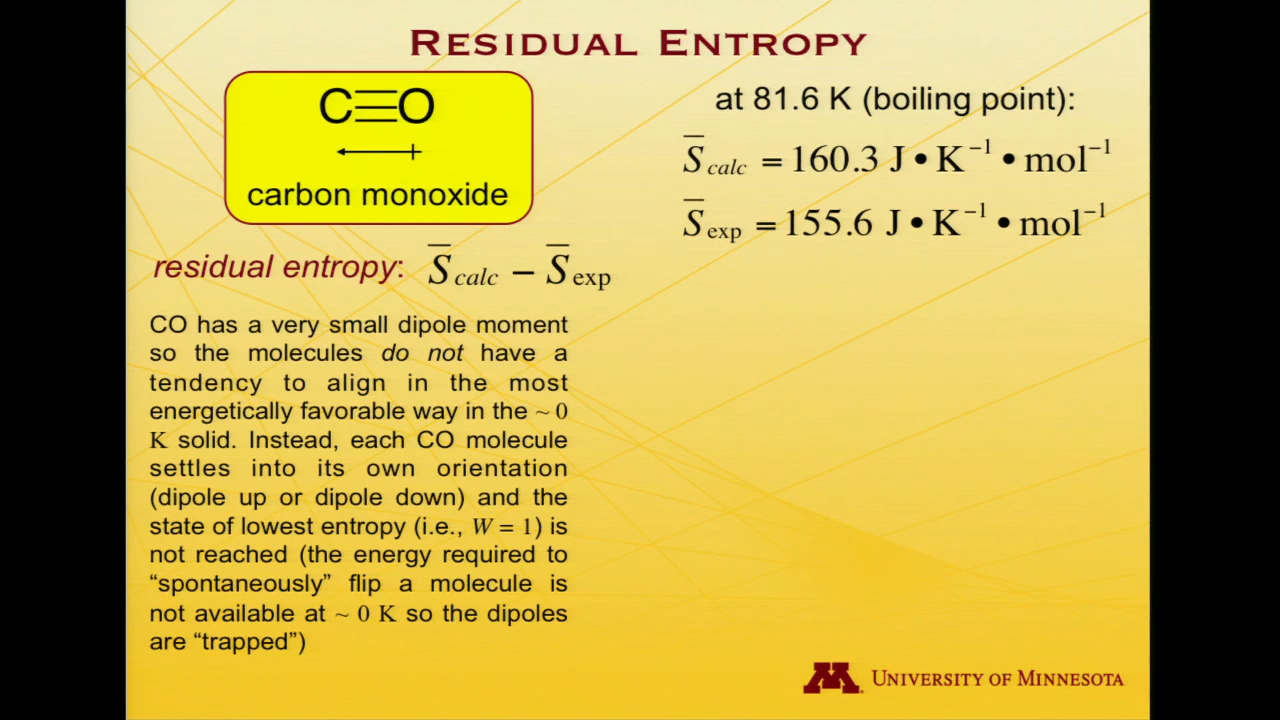 RESIDUAL ENTROPY
C≡O
carbon monoxide
at 81.6 K (boiling point):
S̅calc = 160.3 J • K⁻¹ • mol⁻¹
S̅exp = 155.6 J • K⁻¹ • mol⁻¹
residual entropy: S̅calc − S̅exp
CO has a very small dipole moment
so the molecules do not have a
tendency to align in the most
energetically favorable way in the ~ 0
K solid. Instead, each CO molecule
settles into its own orientation
(dipole up or dipole down) and the
state of lowest entropy (i.e., W = 1) is
not reached (the energy required to
“spontaneously” flip a molecule is
not available at ~ 0 K so the dipoles
are “trapped”)
M UNIVERSITY OF MINNESOTA